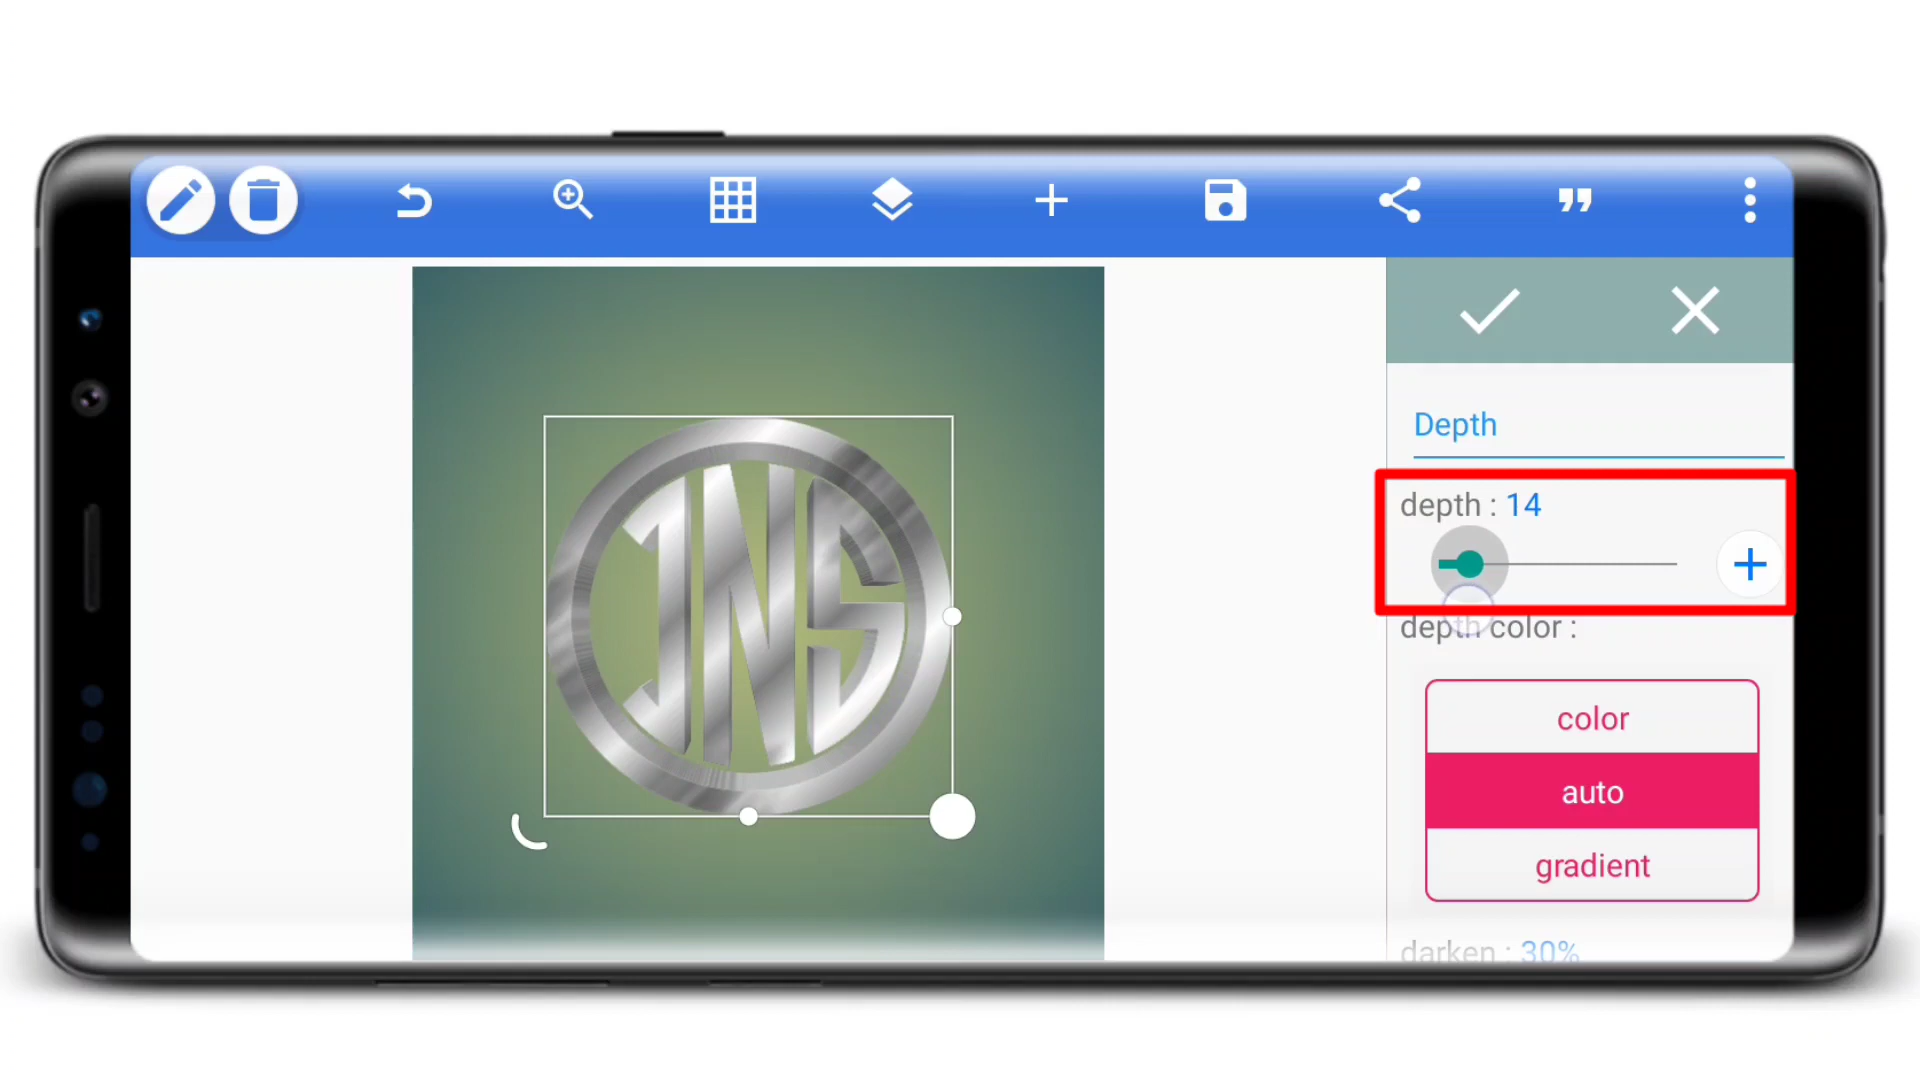 JNS
Depth
depth : 14
depth color :
color
auto
gradient
darken : 30%